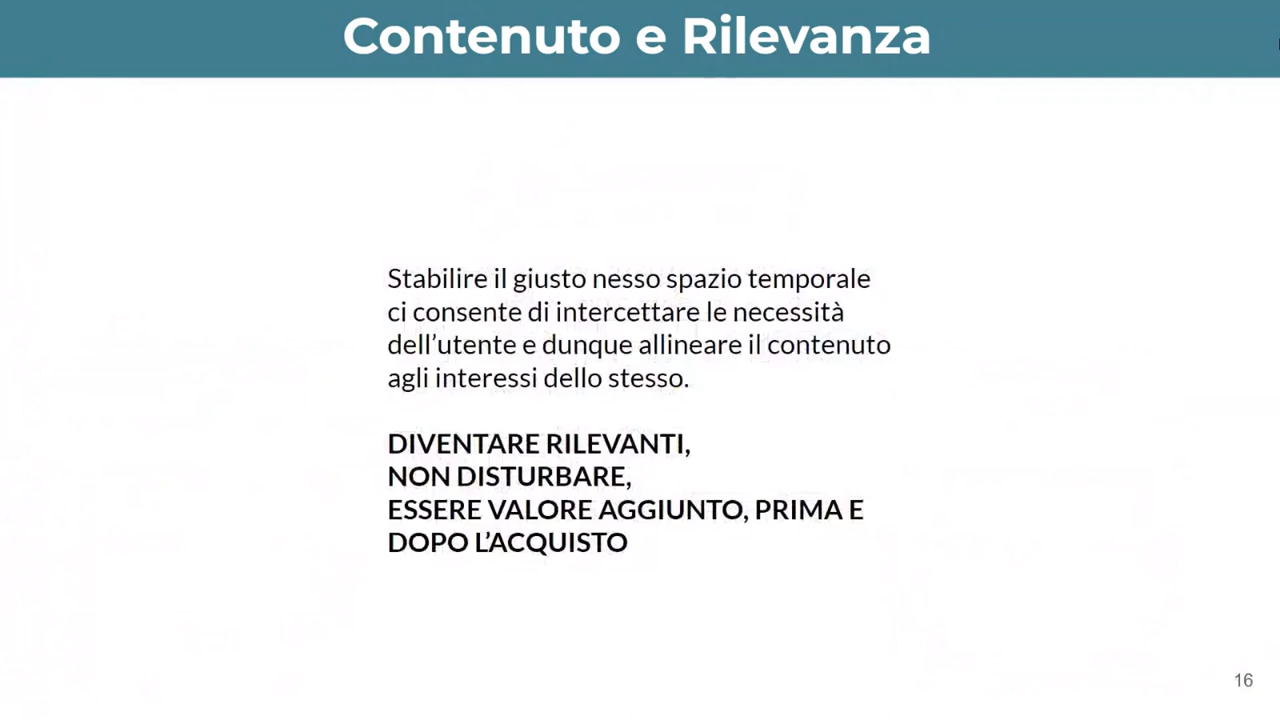 Contenuto e Rilevanza
Stabilire il giusto nesso spazio temporale
ci consente di intercettare le necessità
dell’utente e dunque allineare il contenuto
agli interessi dello stesso.
DIVENTARE RILEVANTI,
NON DISTURBARE,
ESSERE VALORE AGGIUNTO, PRIMA E
DOPO L’ACQUISTO
16